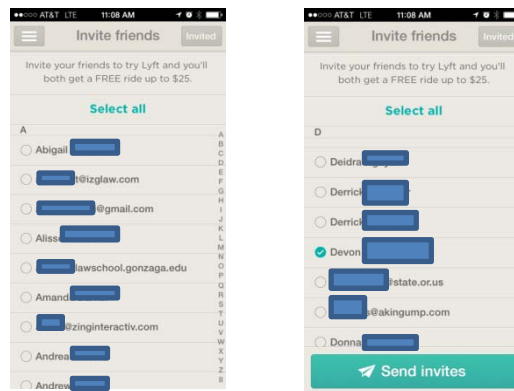 AT&T LTE 11:08 AM
Invite friends
Invited
Invite your friends to try Lyft and you'll
both get a FREE ride up to $25.
Select all
A
Abigail
t@izglaw.com
@gmail.com
Aliss
lawschool.gonzaga.edu
Amand
@zinginteractiv.com
Andrea
Andrew
A
B
C
D
E
F
G
H
I
J
K
L
M
N
O
P
Q
R
S
T
U
V
W
X
Y
Z
#
AT&T LTE 11:08 AM
Invite friends
Invited
Invite your friends to try Lyft and you'll
both get a FREE ride up to $25.
Select all
D
Deidra
Derrick
Derrick
Devon
@state.or.us
s@akingump.com
Donna
Send invites